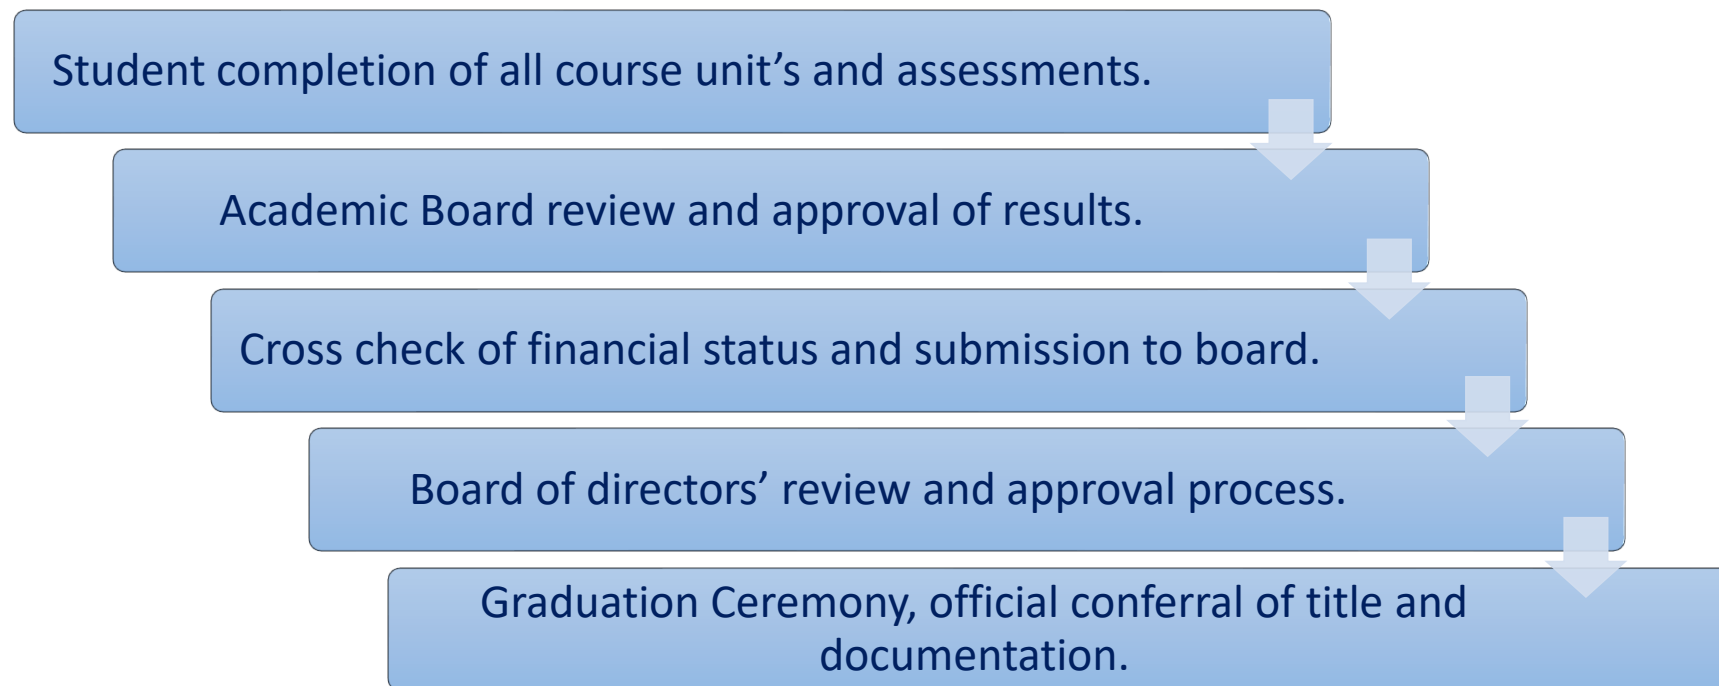 Student completion of all course unit’s and assessments.
Academic Board review and approval of results.
Cross check of financial status and submission to board.
Board of directors’ review and approval process.
Graduation Ceremony, official conferral of title and
documentation.